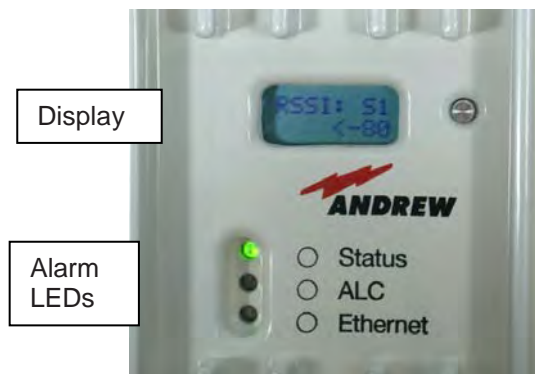 Display
RSSI: S1
<-80
ANDREW
Alarm
LEDs
Status
ALC
Ethernet